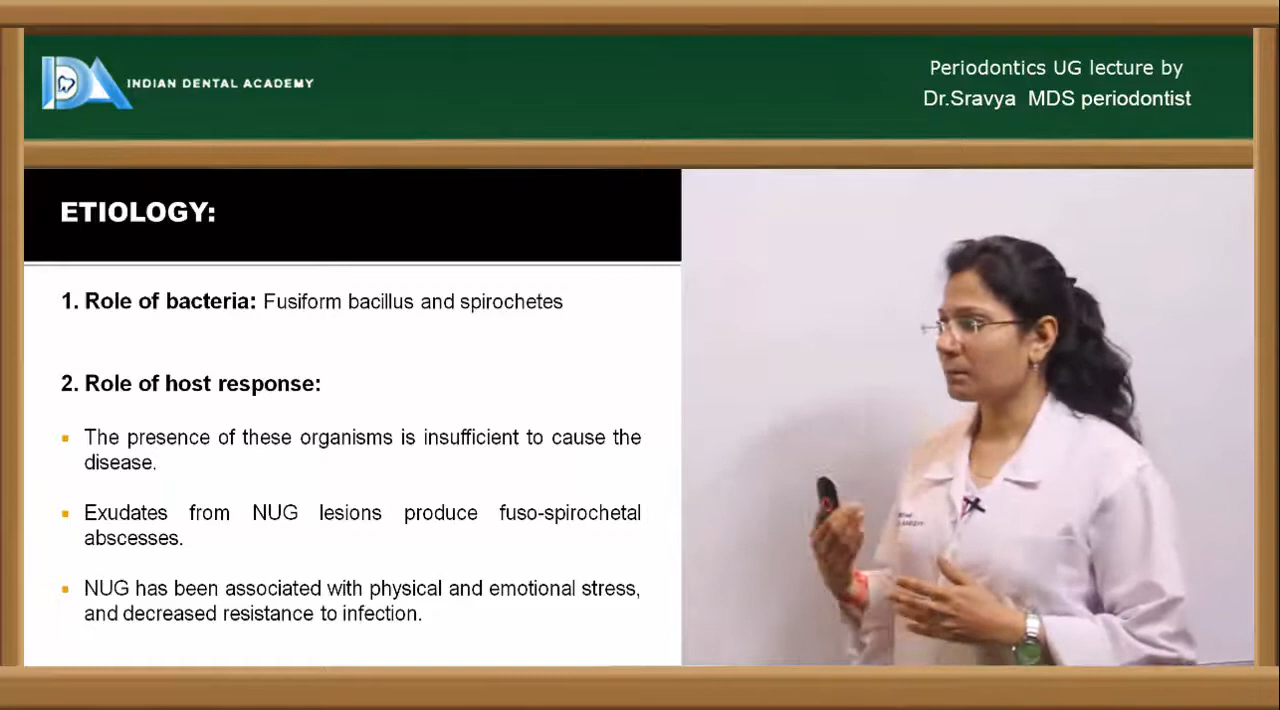 INDIAN DENTAL ACADEMY
Periodontics UG lecture by
Dr.Sravya MDS periodontist
ETIOLOGY:
1. Role of bacteria: Fusiform bacillus and spirochetes
2. Role of host response:
The presence of these organisms is insufficient to cause the
disease.
Exudates from NUG lesions produce fuso-spirochetal
abscesses.
NUG has been associated with physical and emotional stress,
and decreased resistance to infection.